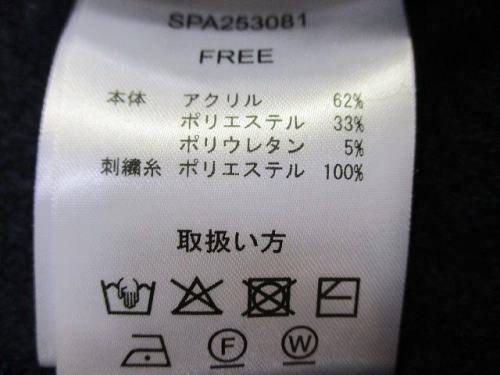 SPA253081
FREE
本体 アクリル 62%
ポリエステル 33%
ポリウレタン 5%
刺繍糸 ポリエステル 100%
取扱い方
F W